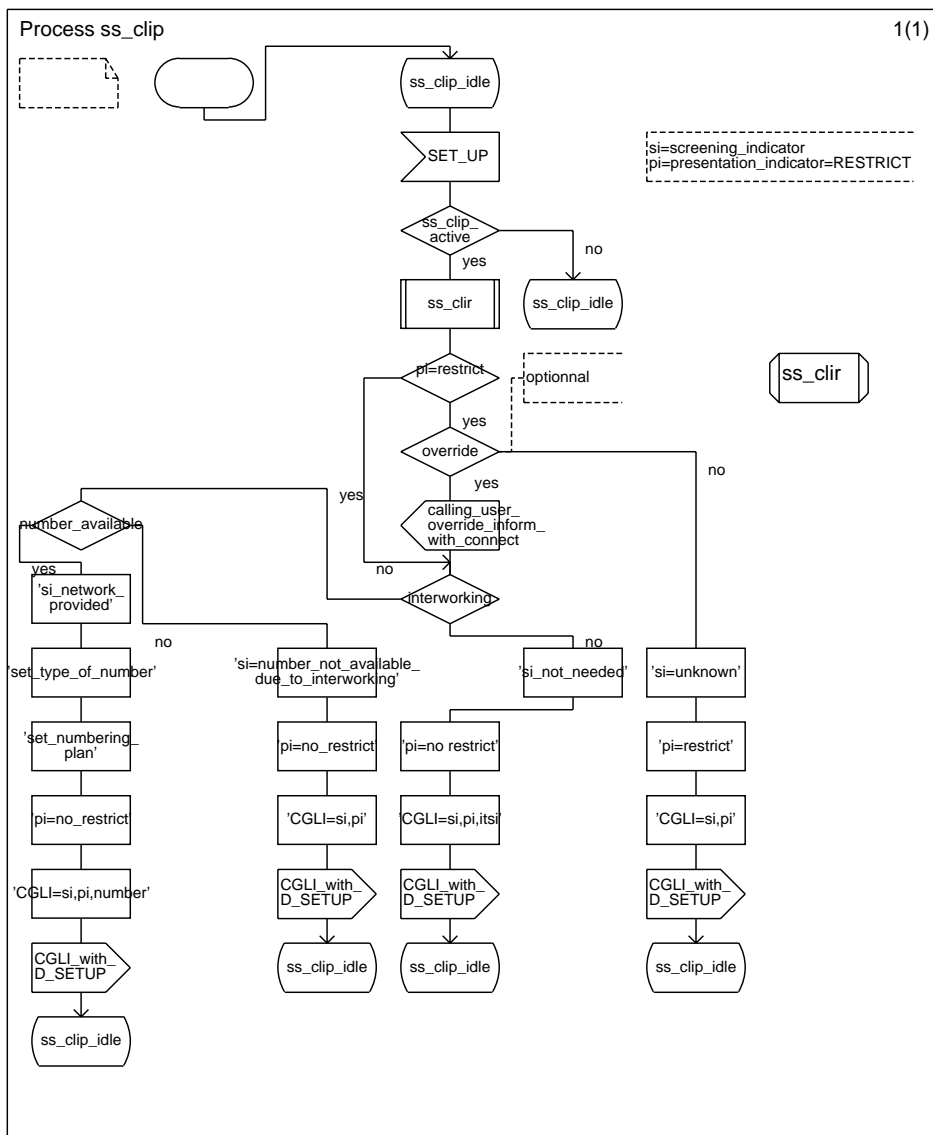 Process ss_clip
1(1)
ss_clip_idle
SET_UP
si=screening_indicator
pi=presentation_indicator=RESTRICT
ss_clip_
active
no
yes
ss_clir
ss_clip_idle
pi=restrict
optionnal
ss_clir
yes
override
no
yes
yes
calling_user_
override_inform_
with_connect
number_available
no
yes
interworking
'si_network_
provided'
no
no
'set_type_of_number'
'si=number_not_available_
due_to_interworking'
'si_not_needed'
'si=unknown'
'set_numbering_
plan'
'pi=no_restrict'
'pi=no restrict'
'pi=restrict'
'pi=no_restrict'
'CGLI=si,pi'
'CGLI=si,pi,itsi'
'CGLI=si,pi'
'CGLI=si,pi,number'
CGLI_with_
D_SETUP
CGLI_with_
D_SETUP
CGLI_with_
D_SETUP
CGLI_with_
D_SETUP
ss_clip_idle
ss_clip_idle
ss_clip_idle
ss_clip_idle